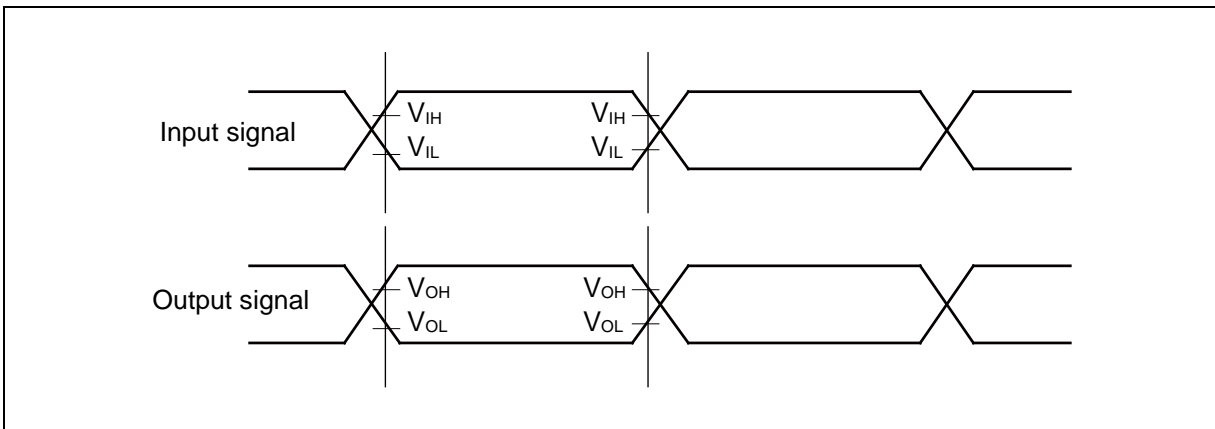 VIH VIH
Input signal
VIL VIL
VOH VOH
Output signal
VOL VOL